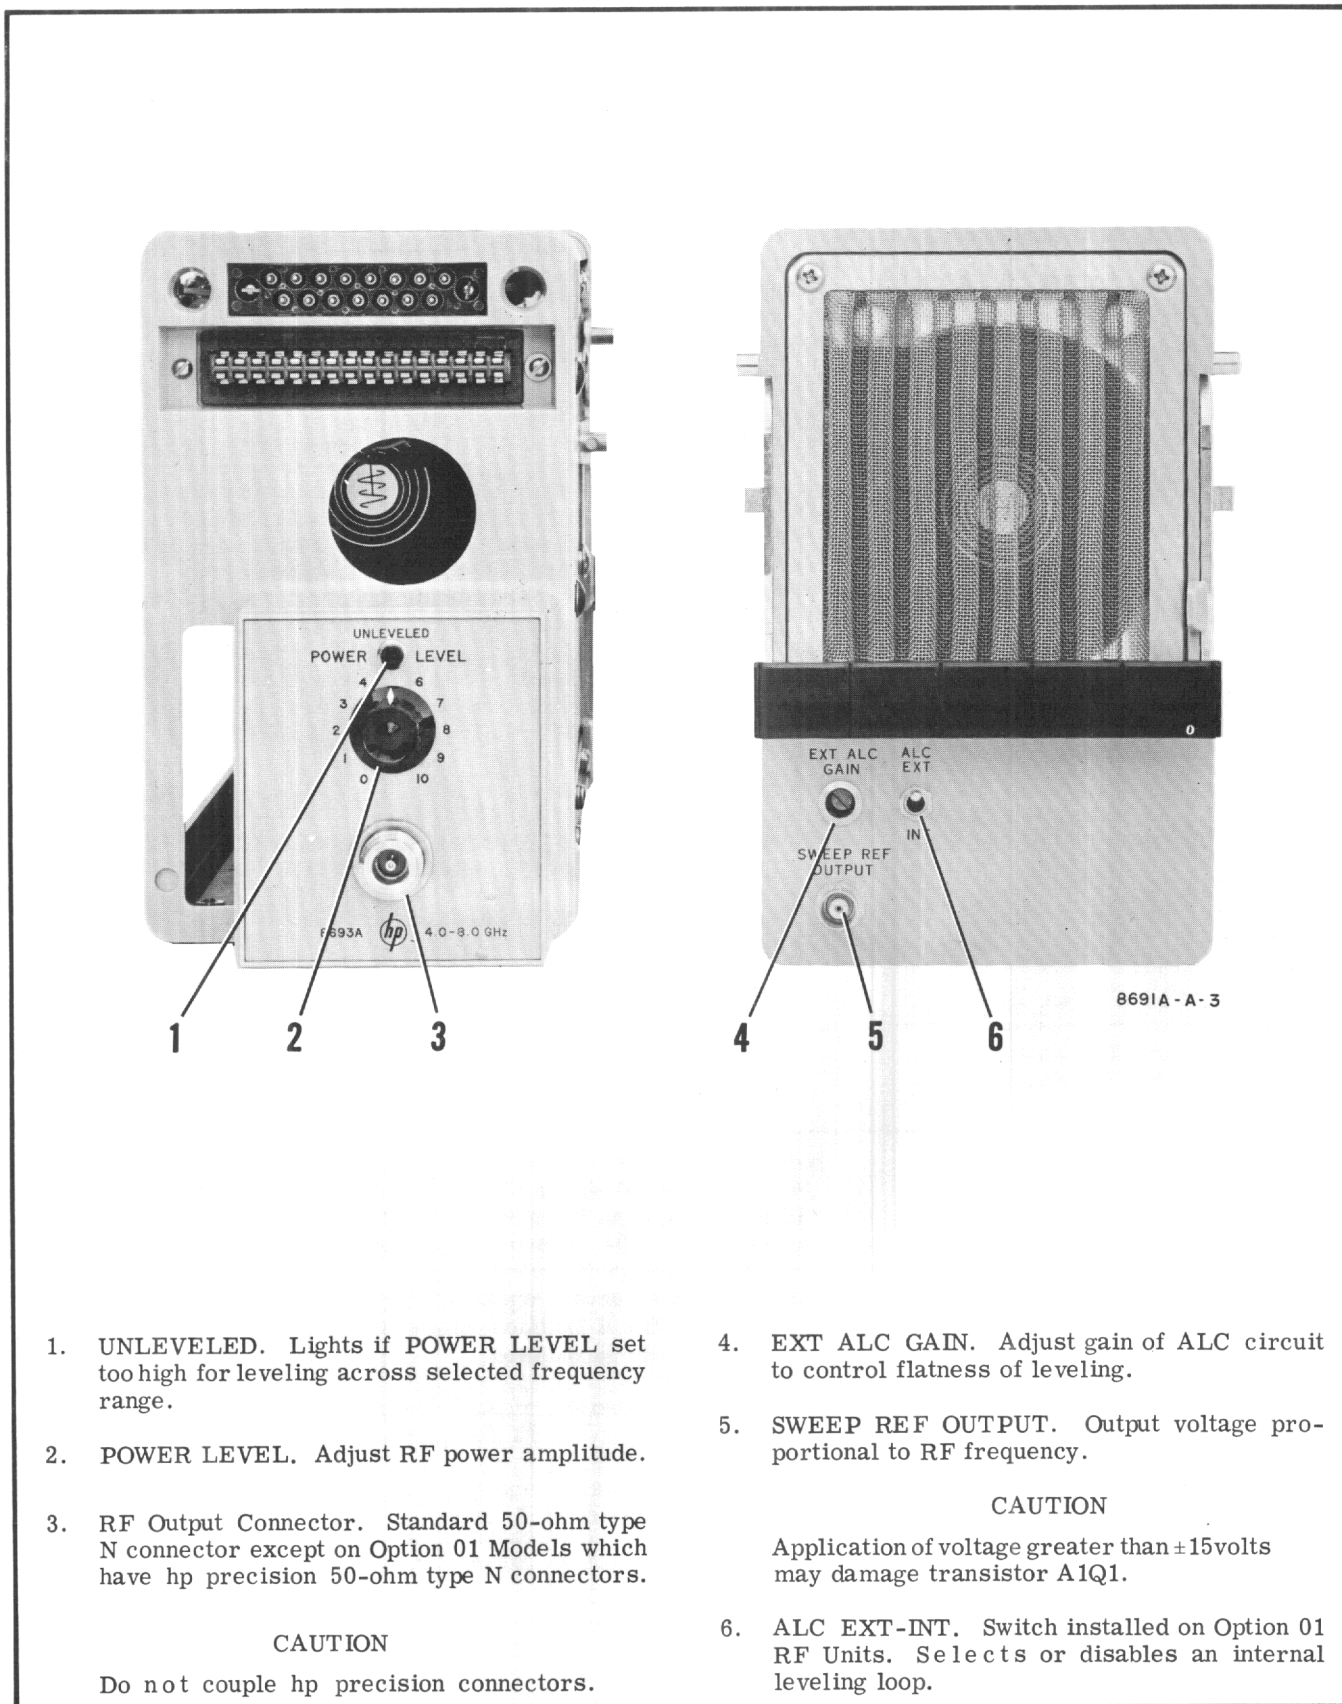 UNLEVELED
POWER LEVEL
4 6
3 7
2 8
1 9
0 10
8693A hp 4.0-8.0 GHz
EXT ALC GAIN
ALC EXT
INT
SWEEP REF OUTPUT
0
8691A-A-3
1 2 3 4 5 6
1. UNLEVELED. Lights if POWER LEVEL set
too high for leveling across selected frequency
range.
2. POWER LEVEL. Adjust RF power amplitude.
3. RF Output Connector. Standard 50-ohm type
N connector except on Option 01 Models which
have hp precision 50-ohm type N connectors.
CAUTION
Do not couple hp precision connectors.
4. EXT ALC GAIN. Adjust gain of ALC circuit
to control flatness of leveling.
5. SWEEP REF OUTPUT. Output voltage pro-
portional to RF frequency.
CAUTION
Application of voltage greater than ±15volts
may damage transistor A1Q1.
6. ALC EXT-INT. Switch installed on Option 01
RF Units. Selects or disables an internal
leveling loop.